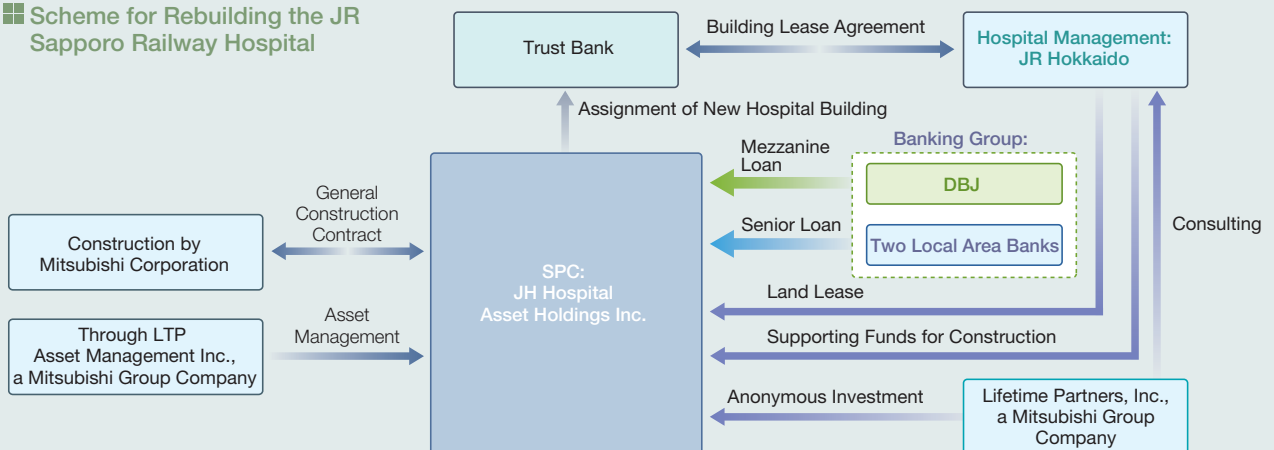 Scheme for Rebuilding the JR
Sapporo Railway Hospital
Trust Bank
Building Lease Agreement
Hospital Management:
JR Hokkaido
Assignment of New Hospital Building
Mezzanine
Loan
Banking Group:
DBJ
General
Construction
Contract
Construction by
Mitsubishi Corporation
Senior Loan
Two Local Area Banks
Consulting
SPC:
JH Hospital
Asset Holdings Inc.
Land Lease
Through LTP
Asset Management Inc.,
a Mitsubishi Group Company
Asset
Management
Supporting Funds for Construction
Anonymous Investment
Lifetime Partners, Inc.,
a Mitsubishi Group
Company